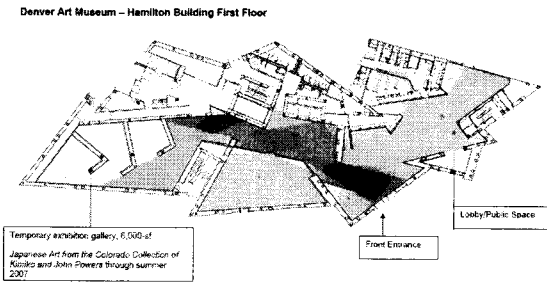 Denver Art Museum – Hamilton Building First Floor
Lobby/Public Space
Temporary exhibition gallery, 6,000-sf
Front Entrance
Japanese Art from the Colorado Collection of
Kimiko and John Powers through summer
2007